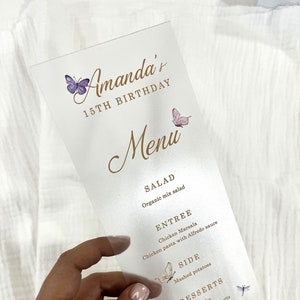 Amanda's
15TH BIRTHDAY
Menu
SALAD
Organic mix salad
ENTREE
Chicken Marsala
Chicken pasta with Alfredo sauce
SIDE
Mashed potatoes
DESSERTS